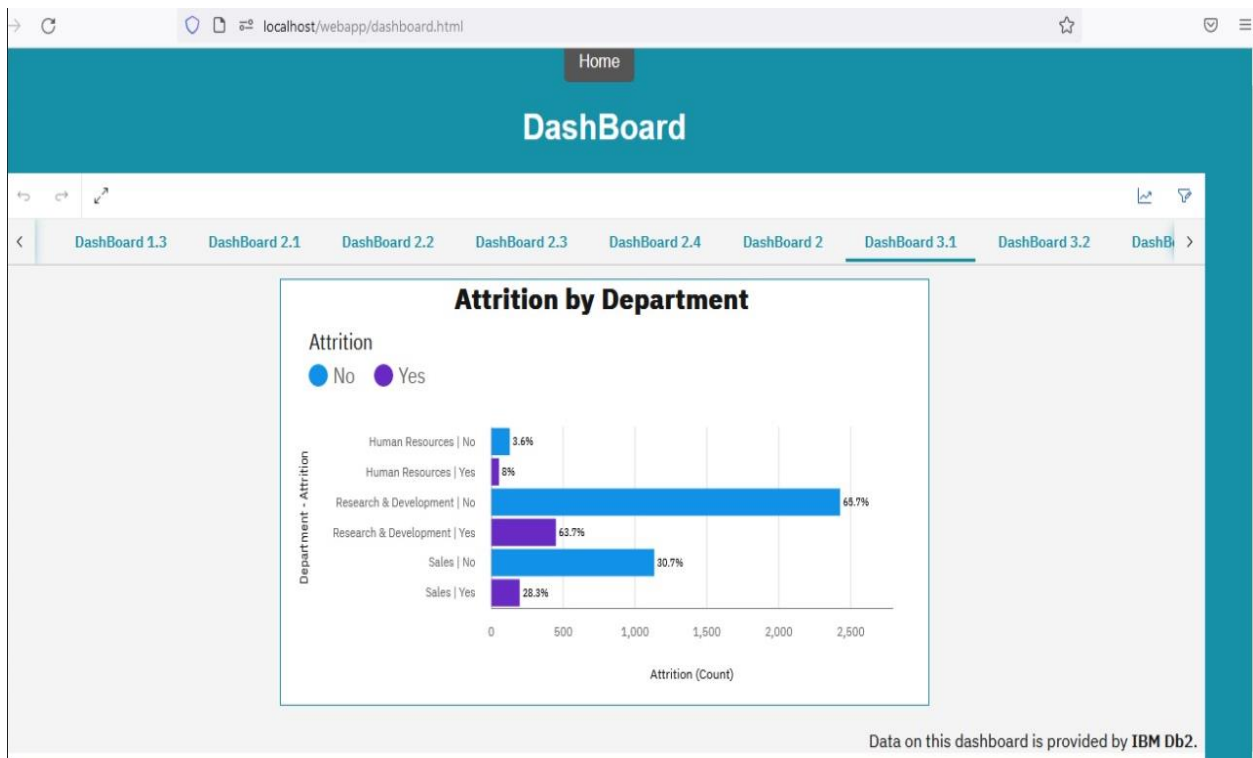 localhost/webapp/dashboard.html
Home
DashBoard
DashBoard 1.3 DashBoard 2.1 DashBoard 2.2 DashBoard 2.3 DashBoard 2.4 DashBoard 2 DashBoard 3.1 DashBoard 3.2 DashB
Attrition by Department
Attrition
No Yes
Department - Attrition
Human Resources | No 3.6%
Human Resources | Yes 8%
Research & Development | No 65.7%
Research & Development | Yes 63.7%
Sales | No 30.7%
Sales | Yes 28.3%
0 500 1,000 1,500 2,000 2,500
Attrition (Count)
Data on this dashboard is provided by IBM Db2.